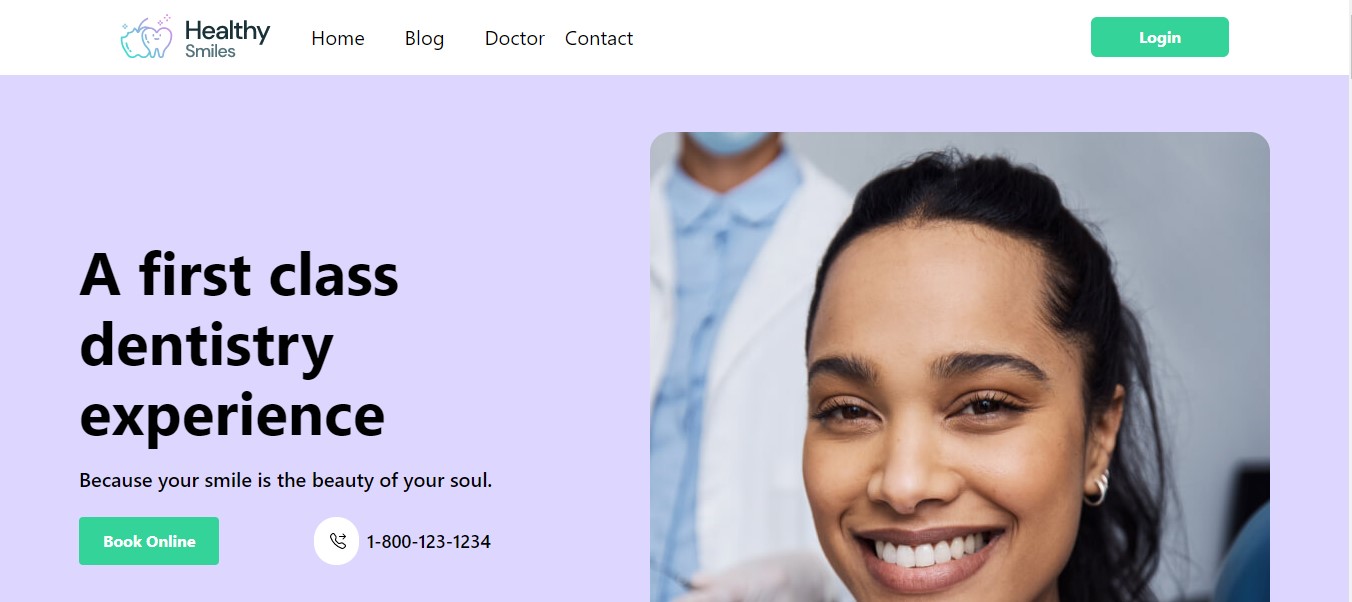 Healthy
Smiles
Home Blog Doctor Contact
Login
A first class
dentistry
experience
Because your smile is the beauty of your soul.
Book Online
1-800-123-1234